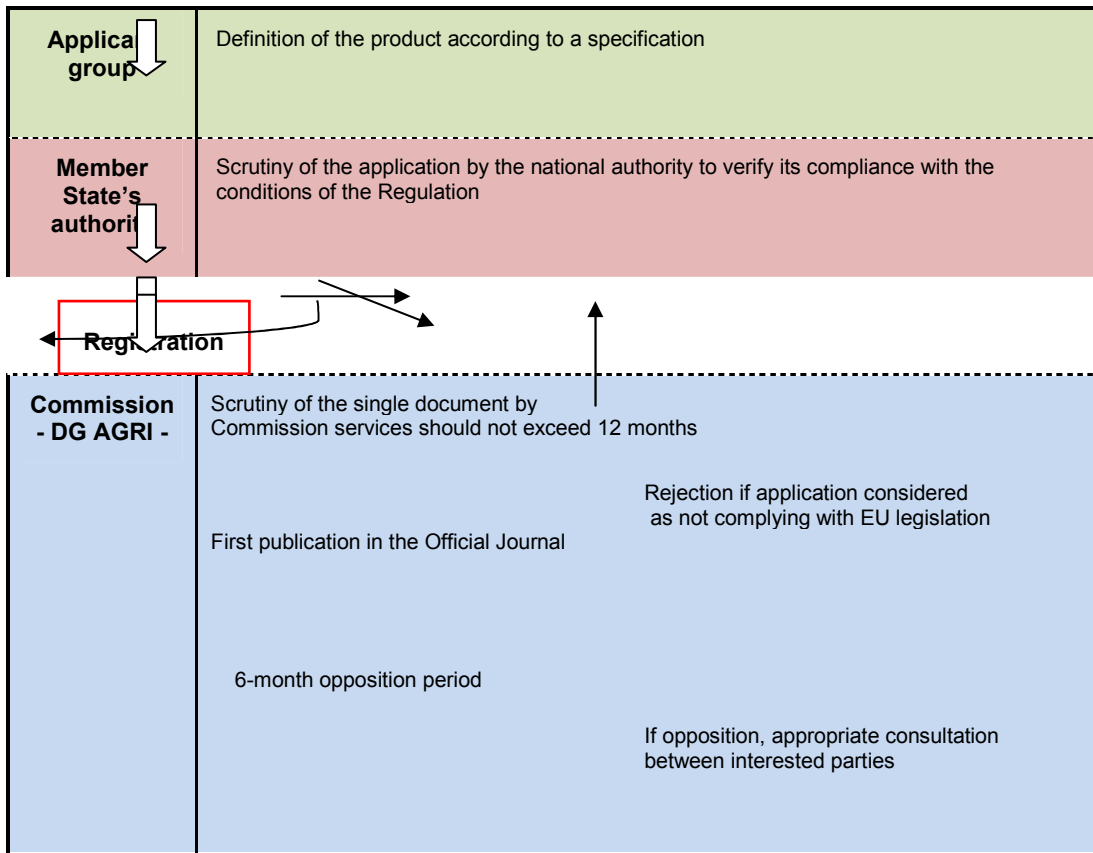 Applicant
group
Definition of the product according to a specification
Member
State's
authority
Scrutiny of the application by the national authority to verify its compliance with the
conditions of the Regulation
Registration
Commission
- DG AGRI -
Scrutiny of the single document by
Commission services should not exceed 12 months
Rejection if application considered
as not complying with EU legislation
First publication in the Official Journal
6-month opposition period
If opposition, appropriate consultation
between interested parties